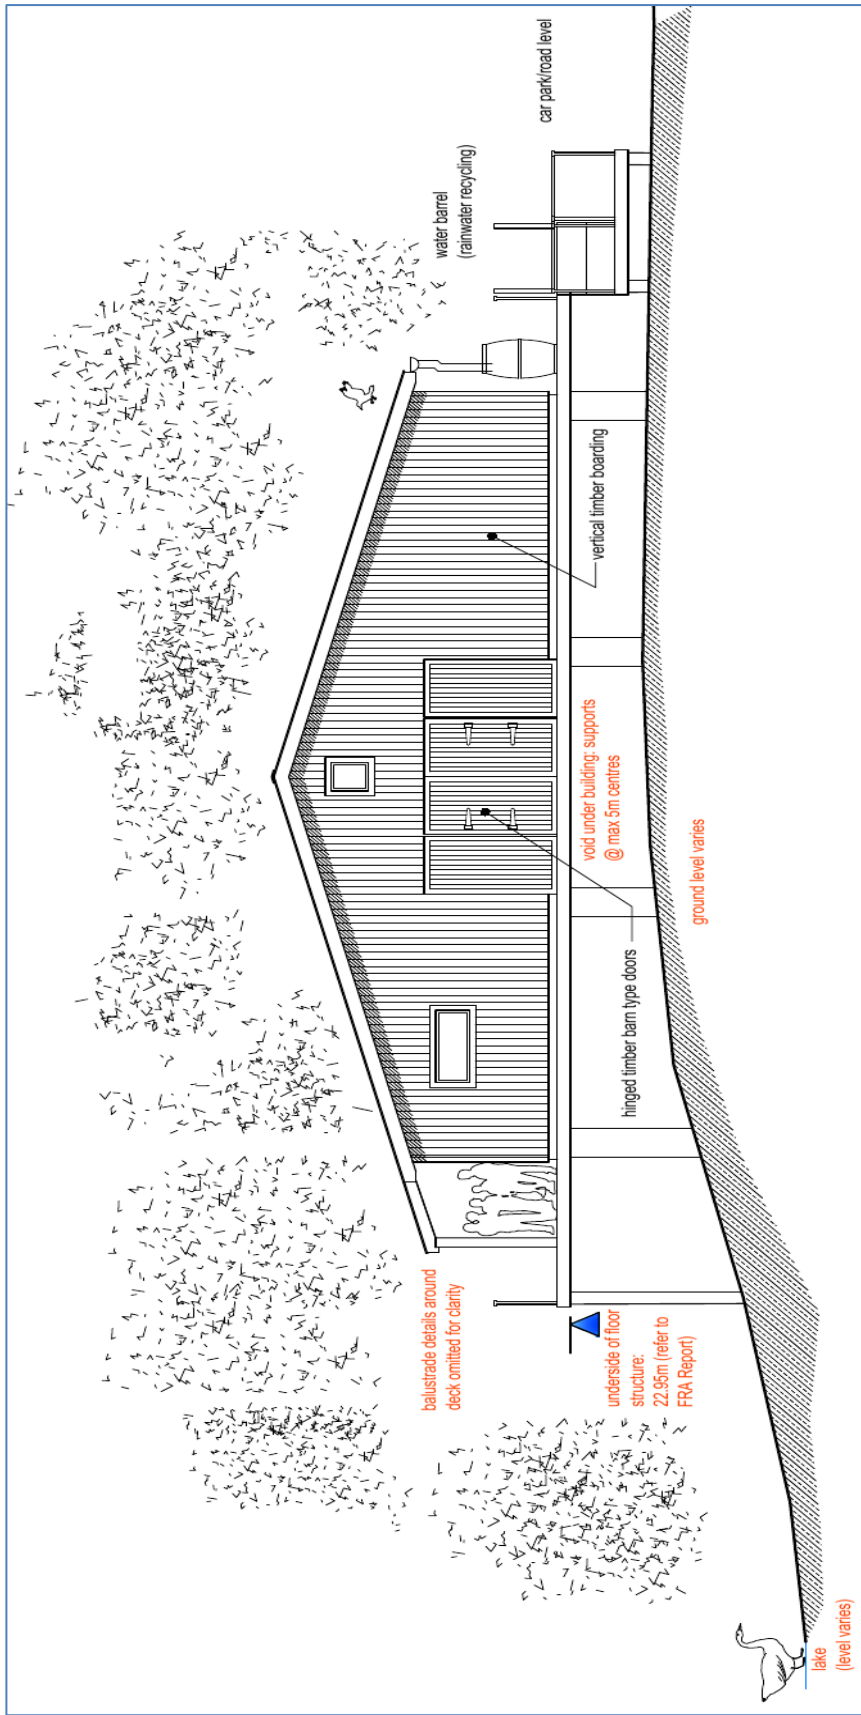 car park/road level
water barrel
(rainwater recycling)
vertical timber boarding
void under building: supports
@ max 5m centres
ground level varies
hinged timber barn type doors
balustrade details around
deck omitted for clarity
underside of floor
structure:
22.95m (refer to
FRA Report)
lake
(level varies)